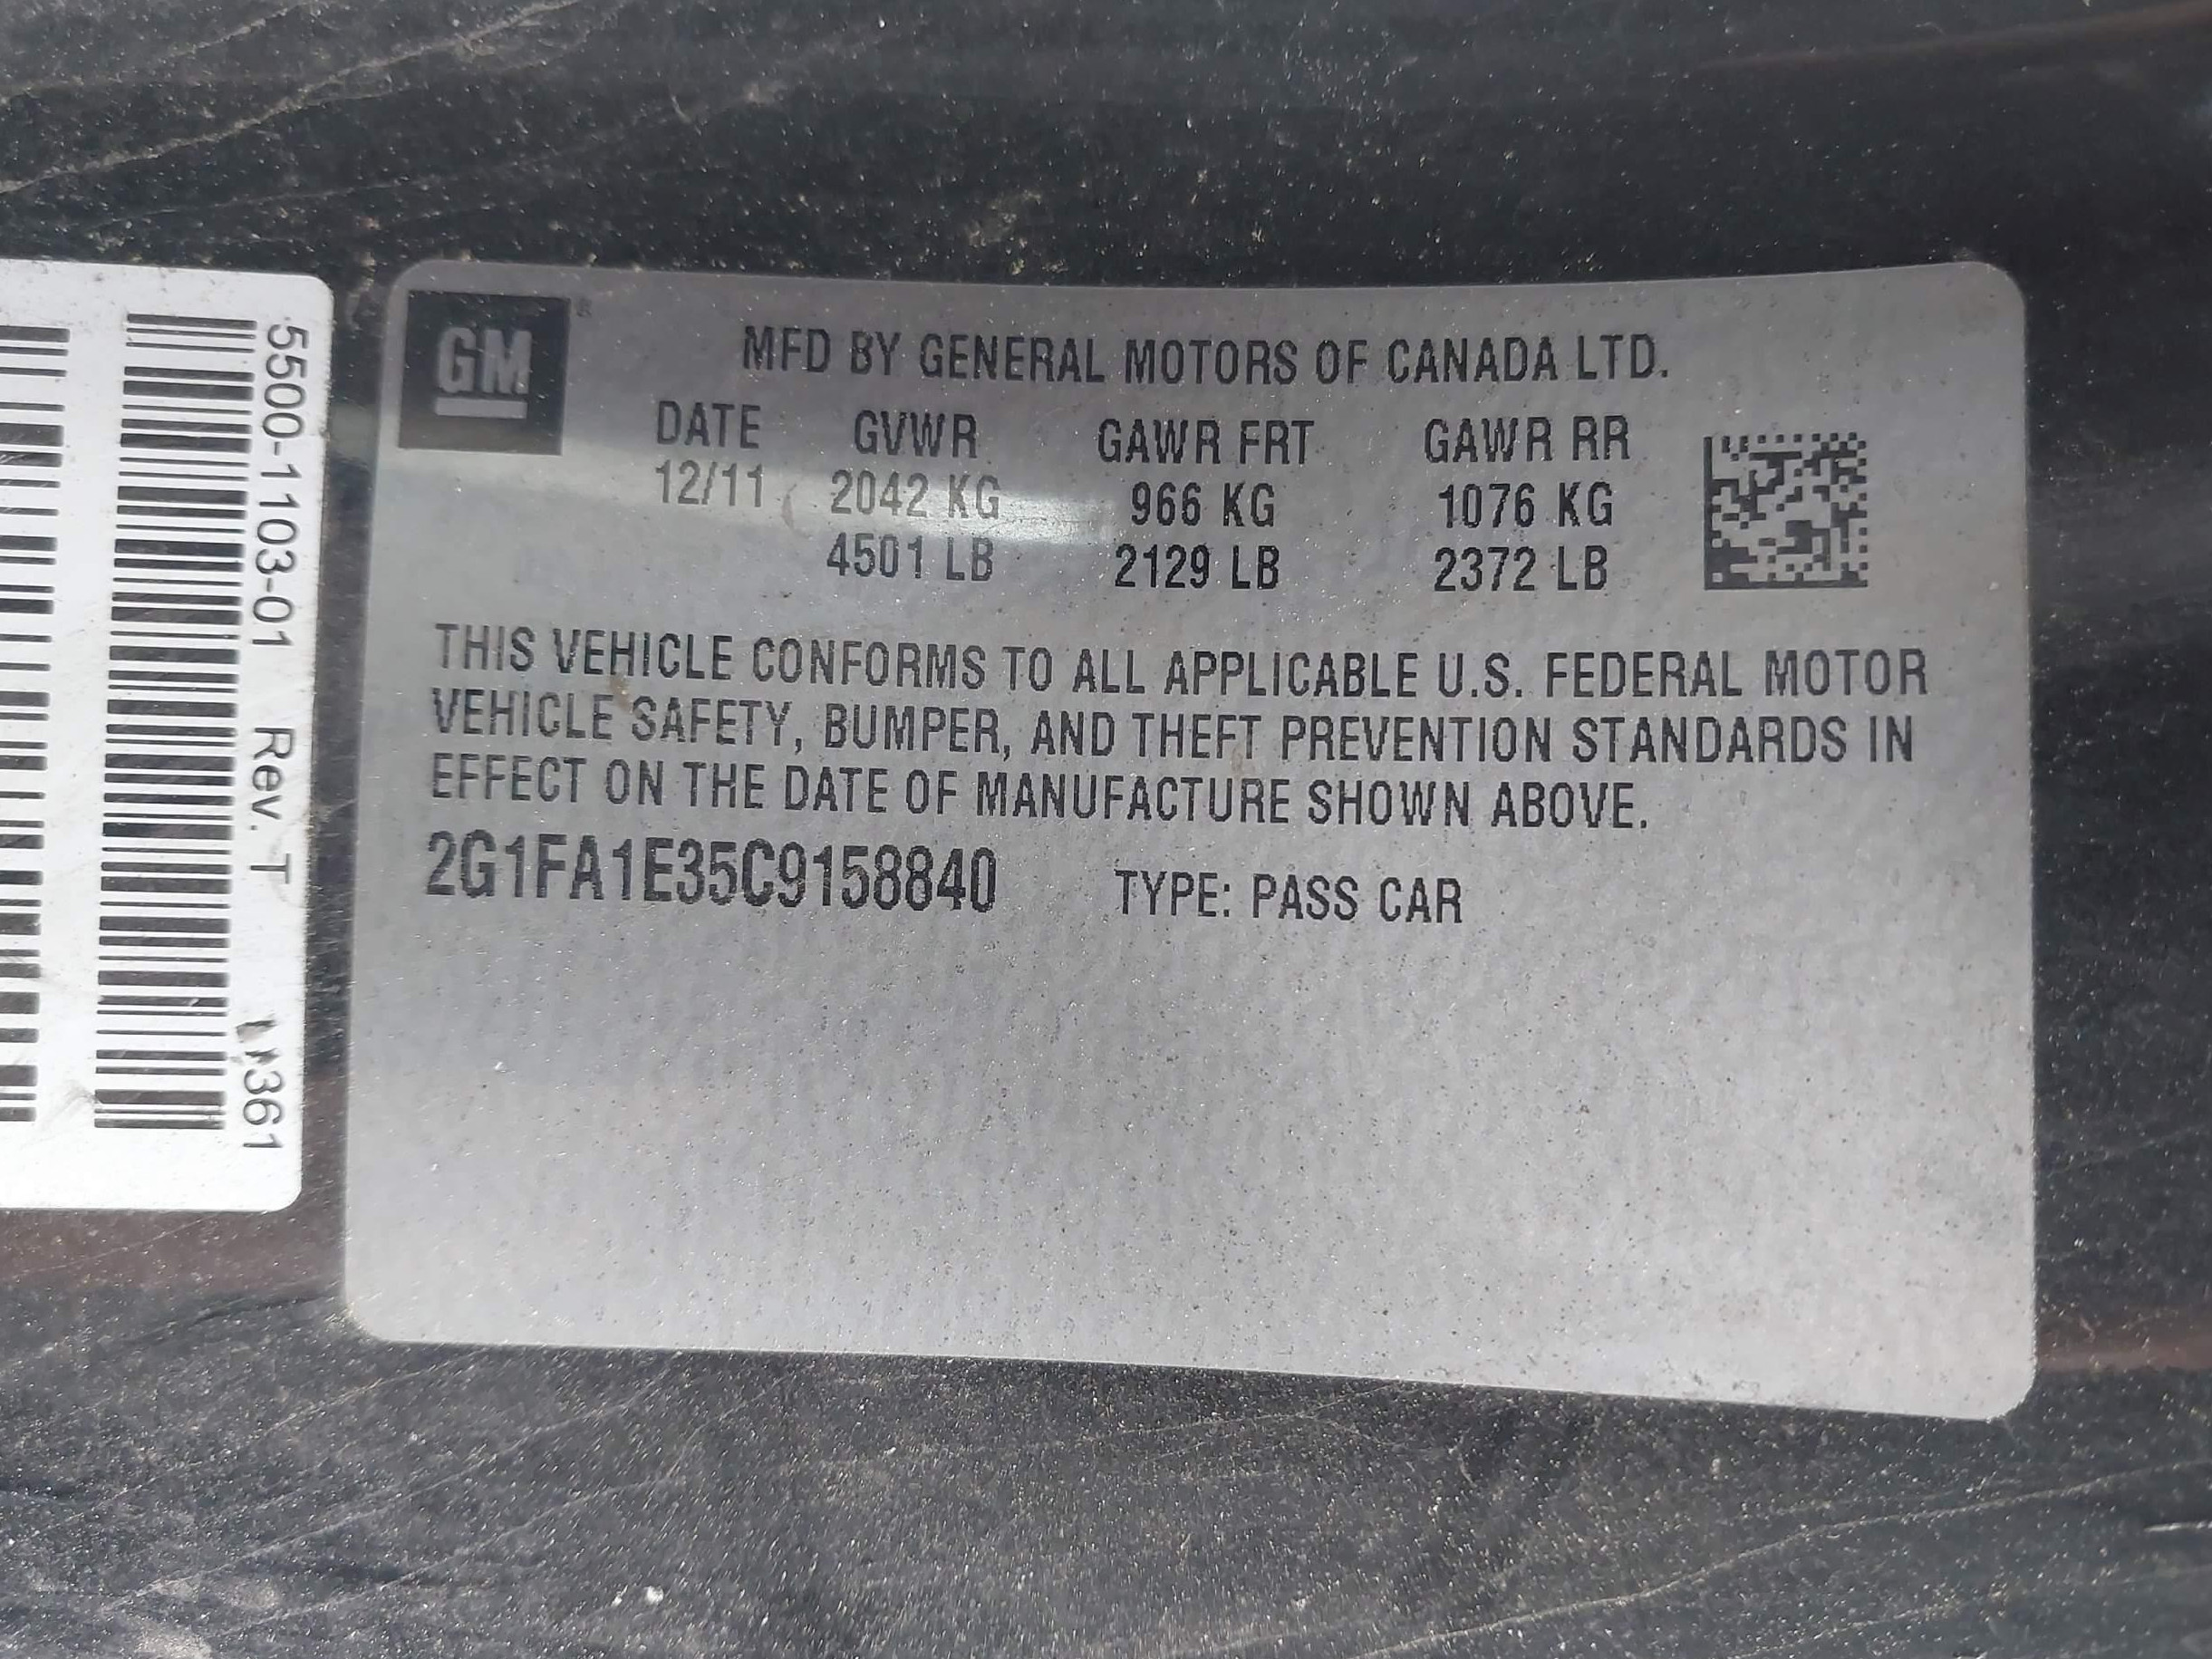 5500-1103-01 Rev. T
361
GM
MFD BY GENERAL MOTORS OF CANADA LTD.
DATE GVWR GAWR FRT GAWR RR
12/11 2042 KG 966 KG 1076 KG
4501 LB 2129 LB 2372 LB
THIS VEHICLE CONFORMS TO ALL APPLICABLE U.S. FEDERAL MOTOR
VEHICLE SAFETY, BUMPER, AND THEFT PREVENTION STANDARDS IN
EFFECT ON THE DATE OF MANUFACTURE SHOWN ABOVE.
2G1FA1E35C9158840 TYPE: PASS CAR